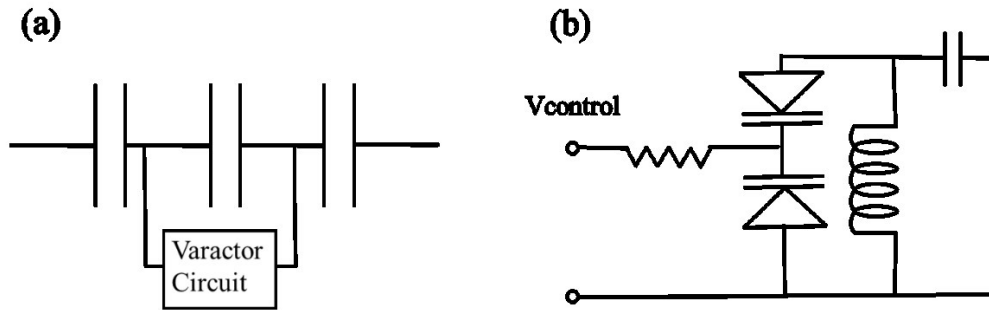 (a)
(b)
Vcontrol
Varactor
Circuit